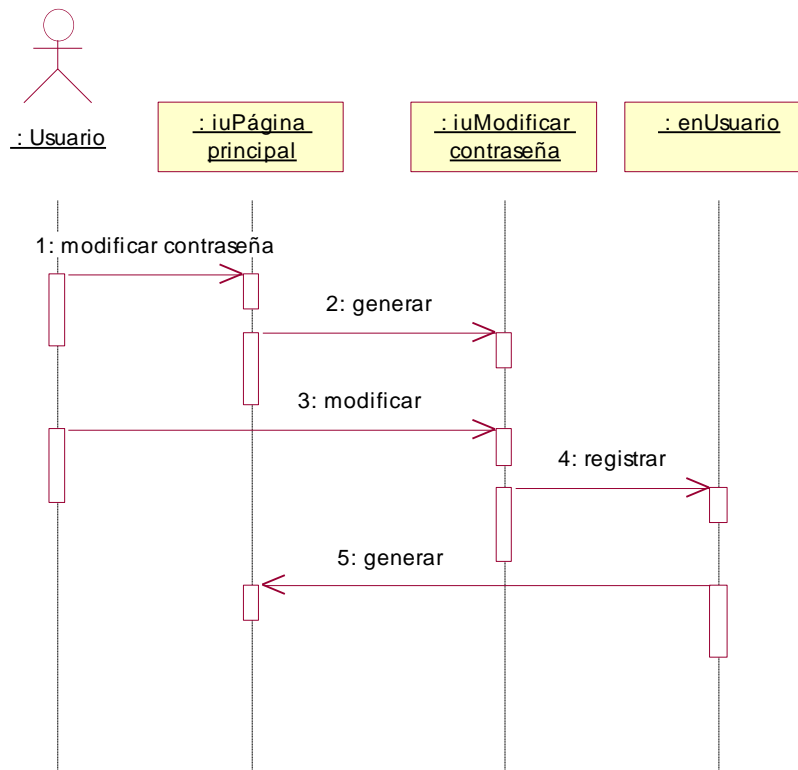 : Usuario
: iuPágina
principal
: iuModificar
contraseña
: enUsuario
1: modificar contraseña
2: generar
3: modificar
4: registrar
5: generar